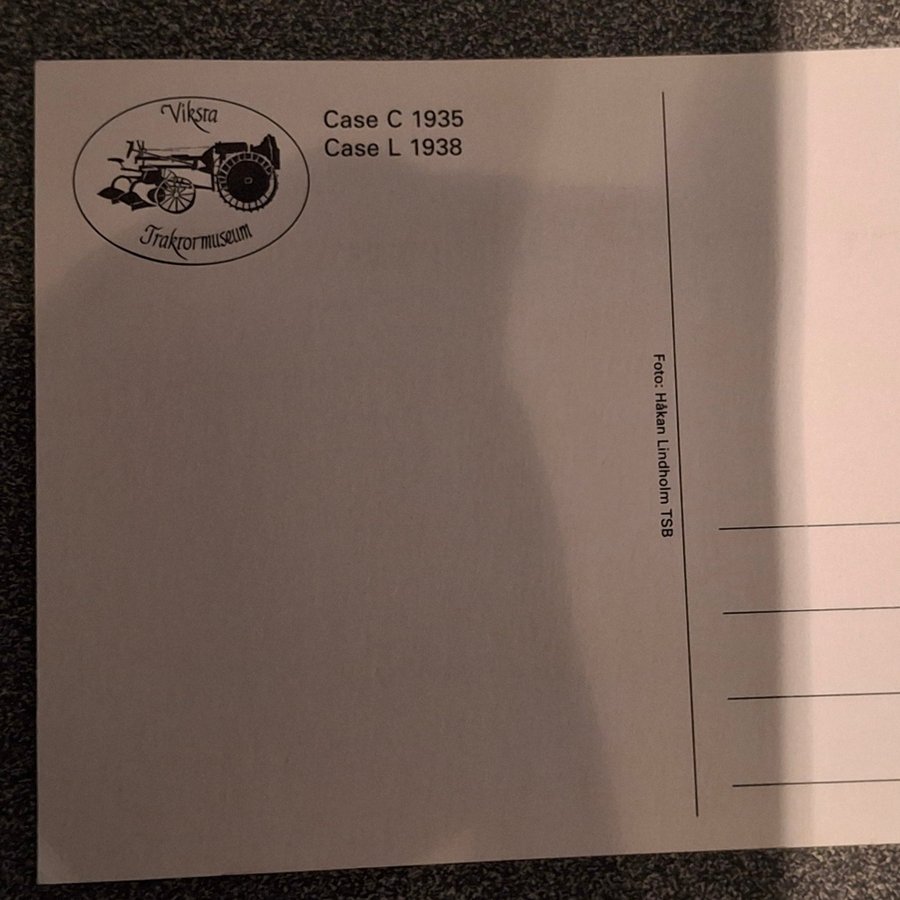 Viksta
Traktormuseum
Case C 1935
Case L 1938
Foto: Håkan Lindholm TSB